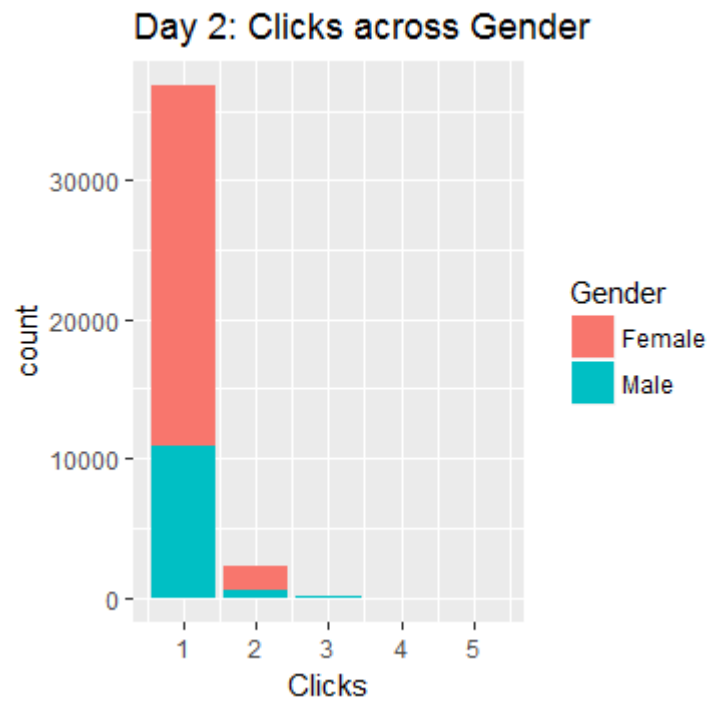 Day 2: Clicks across Gender
30000
20000
10000
0
count
1 2 3 4 5
Clicks
Gender
Female
Male